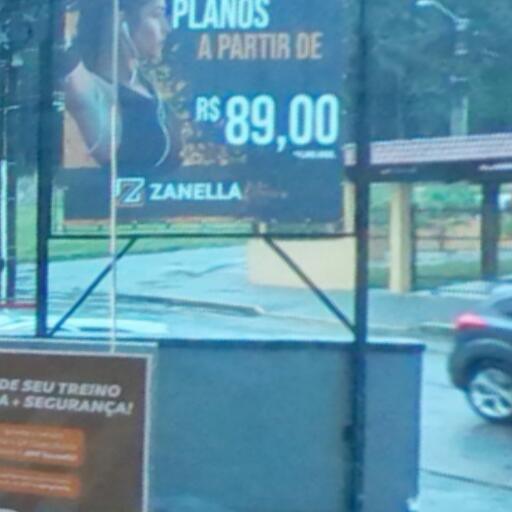 PLANOS
A PARTIR DE
R$ 89,00
ZANELLA
DE SEU TREINO
A + SEGURANÇA!